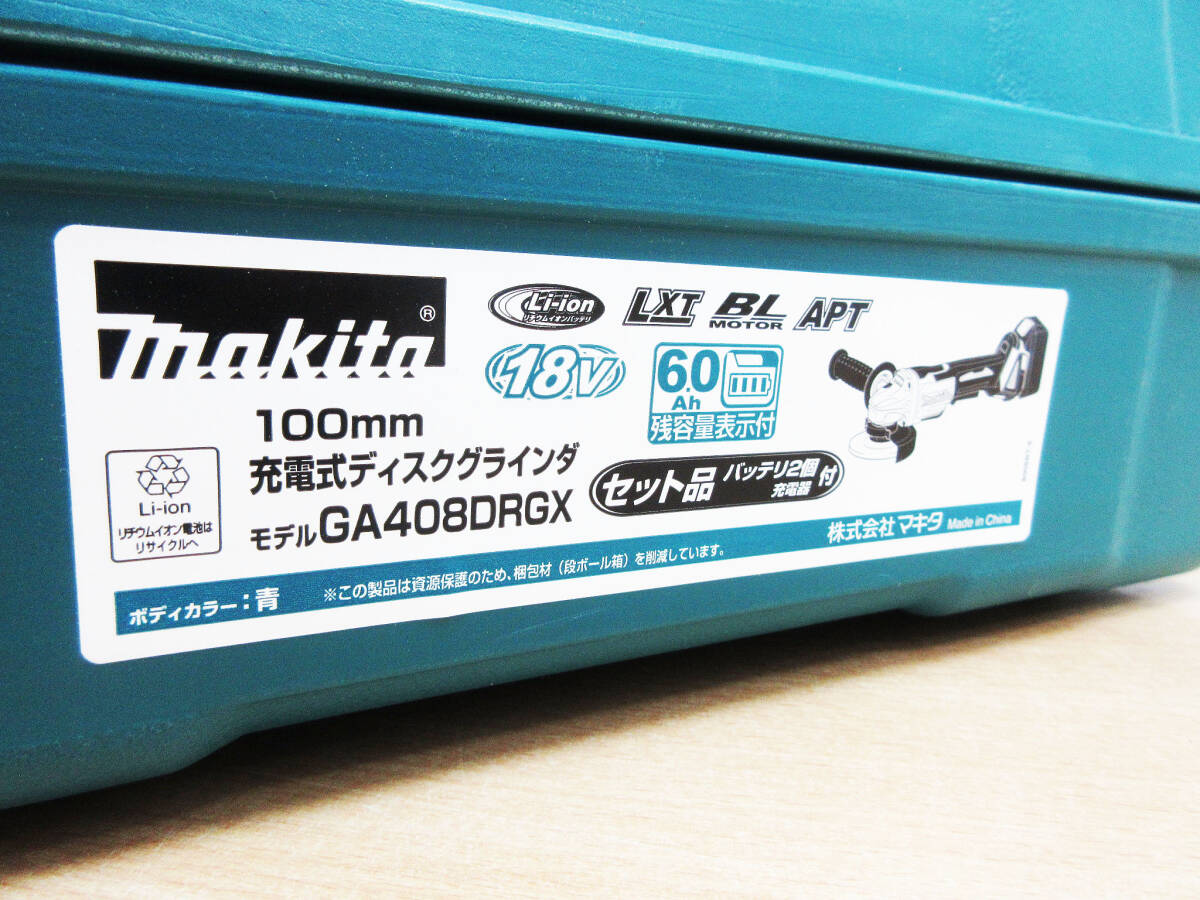 makita®
Li-ion
リチウムイオンバッテリ
LXT
BL
MOTOR
APT
18V
6.0
Ah
残容量表示付
100mm
充電式ディスクグラインダ
モデルGA408DRGX
セット品
バッテリ2個
充電器
付
Li-ion
リチウムイオン電池は
リサイクルへ
ボディカラー：青
※この製品は資源保護のため、梱包材（段ボール箱）を削減しています。
株式会社マキタ Made in China